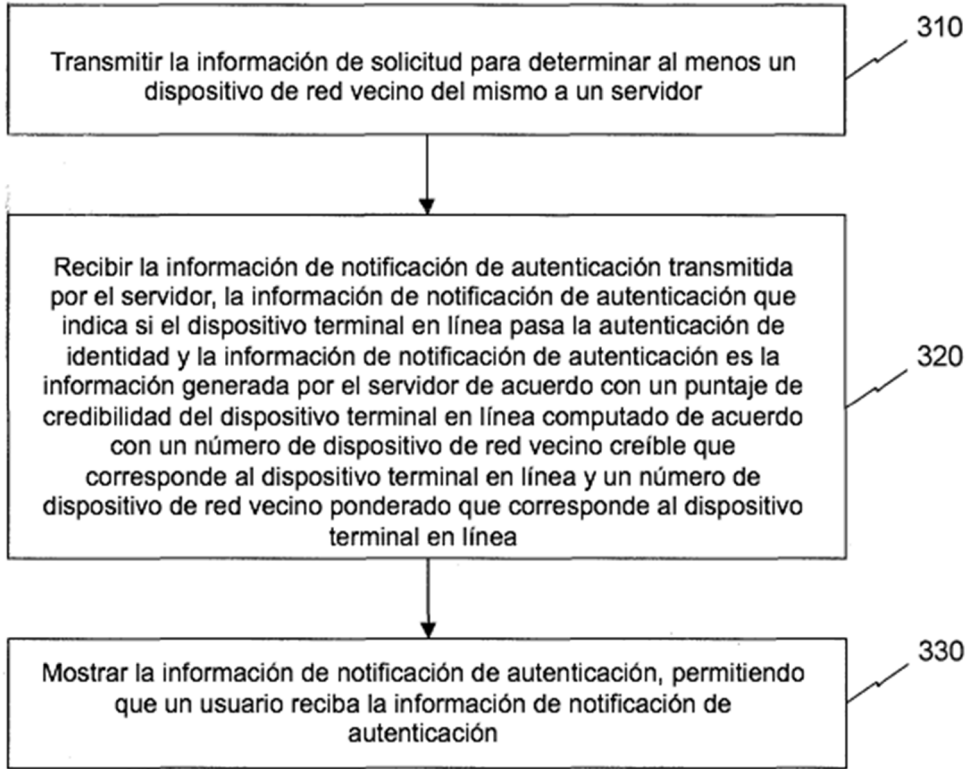 310
Transmitir la información de solicitud para determinar al menos un
dispositivo de red vecino del mismo a un servidor
Recibir la información de notificación de autenticación transmitida
por el servidor, la información de notificación de autenticación que
indica si el dispositivo terminal en línea pasa la autenticación de
identidad y la información de notificación de autenticación es la
información generada por el servidor de acuerdo con un puntaje de
credibilidad del dispositivo terminal en línea computado de acuerdo
con un número de dispositivo de red vecino creíble que
corresponde al dispositivo terminal en línea y un número de
dispositivo de red vecino ponderado que corresponde al dispositivo
terminal en línea
320
Mostrar la información de notificación de autenticación, permitiendo
que un usuario reciba la información de notificación de
autenticación
330